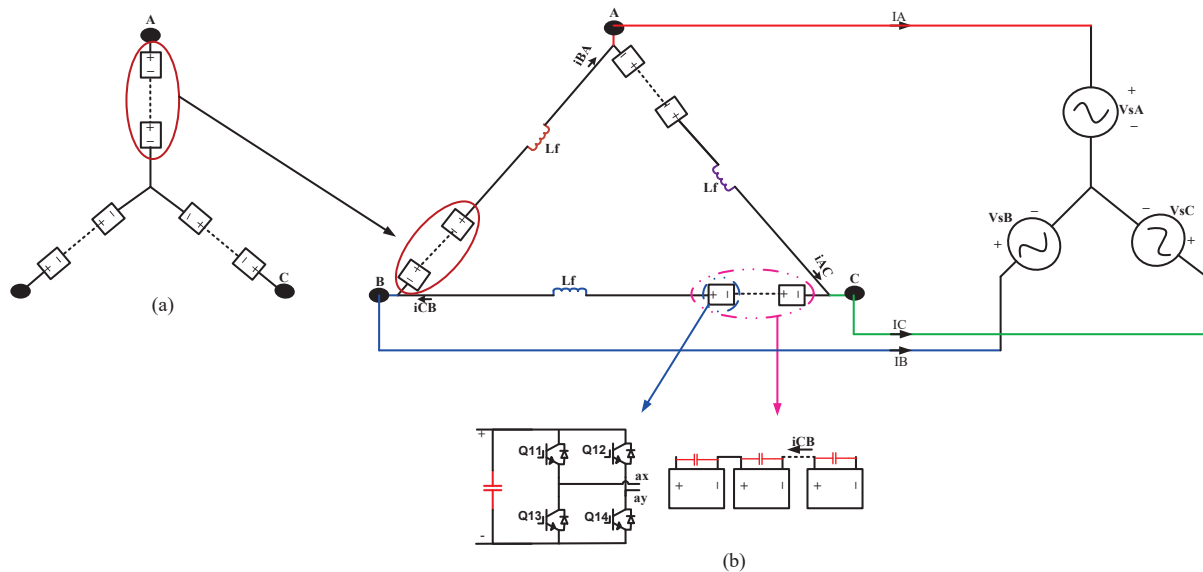 A
+ −
+ −
+ −
+ −
+ −
+ −
C
(a)
A
IA
iBA
+ −
+ −
Lf
Lf
+
VsA
−
VsB
−
+
−
VsC
+
+ −
+ −
iAC
B
iCB
Lf
+ −
+ −
C
IC
IB
+
Q11
Q12
ax
ay
Q13
Q14
-
iCB
+ −
+ −
+ −
(b)